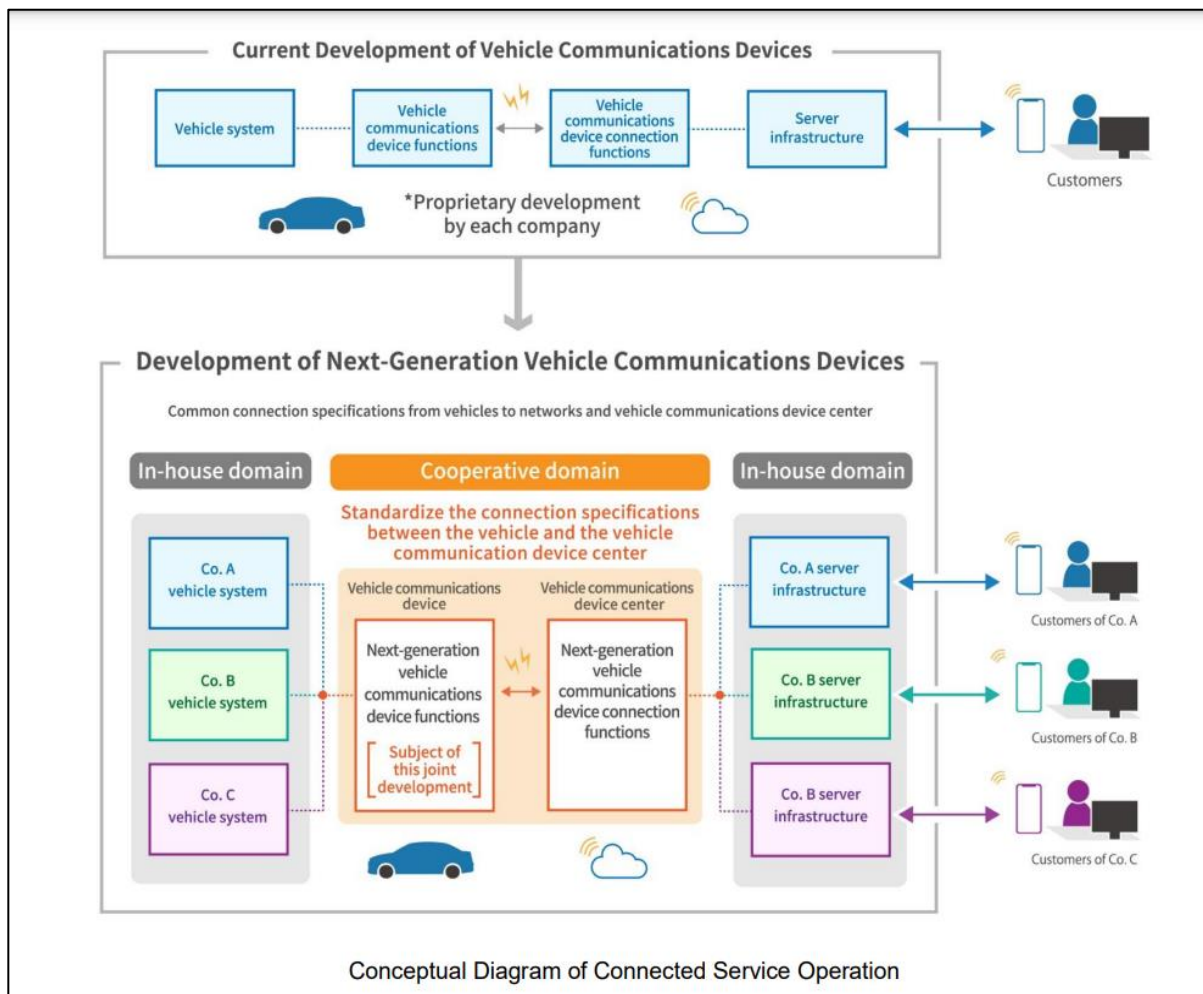 Current Development of Vehicle Communications Devices
Vehicle system
Vehicle
communications
device functions
Vehicle
communications
device connection
functions
Server
infrastructure
Customers
*Proprietary development
by each company
Development of Next-Generation Vehicle Communications Devices
Common connection specifications from vehicles to networks and vehicle communications device center
In-house domain
Cooperative domain
In-house domain
Standardize the connection specifications
between the vehicle and the vehicle
communication device center
Co. A
vehicle system
Co. B
vehicle system
Co. C
vehicle system
Vehicle communications
device
Next-generation
vehicle
communications
device functions
Subject of
this joint
development
Vehicle communications
device center
Next-generation
vehicle
communications
device connection
functions
Co. A server
infrastructure
Co. B server
infrastructure
Co. B server
infrastructure
Customers of Co. A
Customers of Co. B
Customers of Co. C
Conceptual Diagram of Connected Service Operation